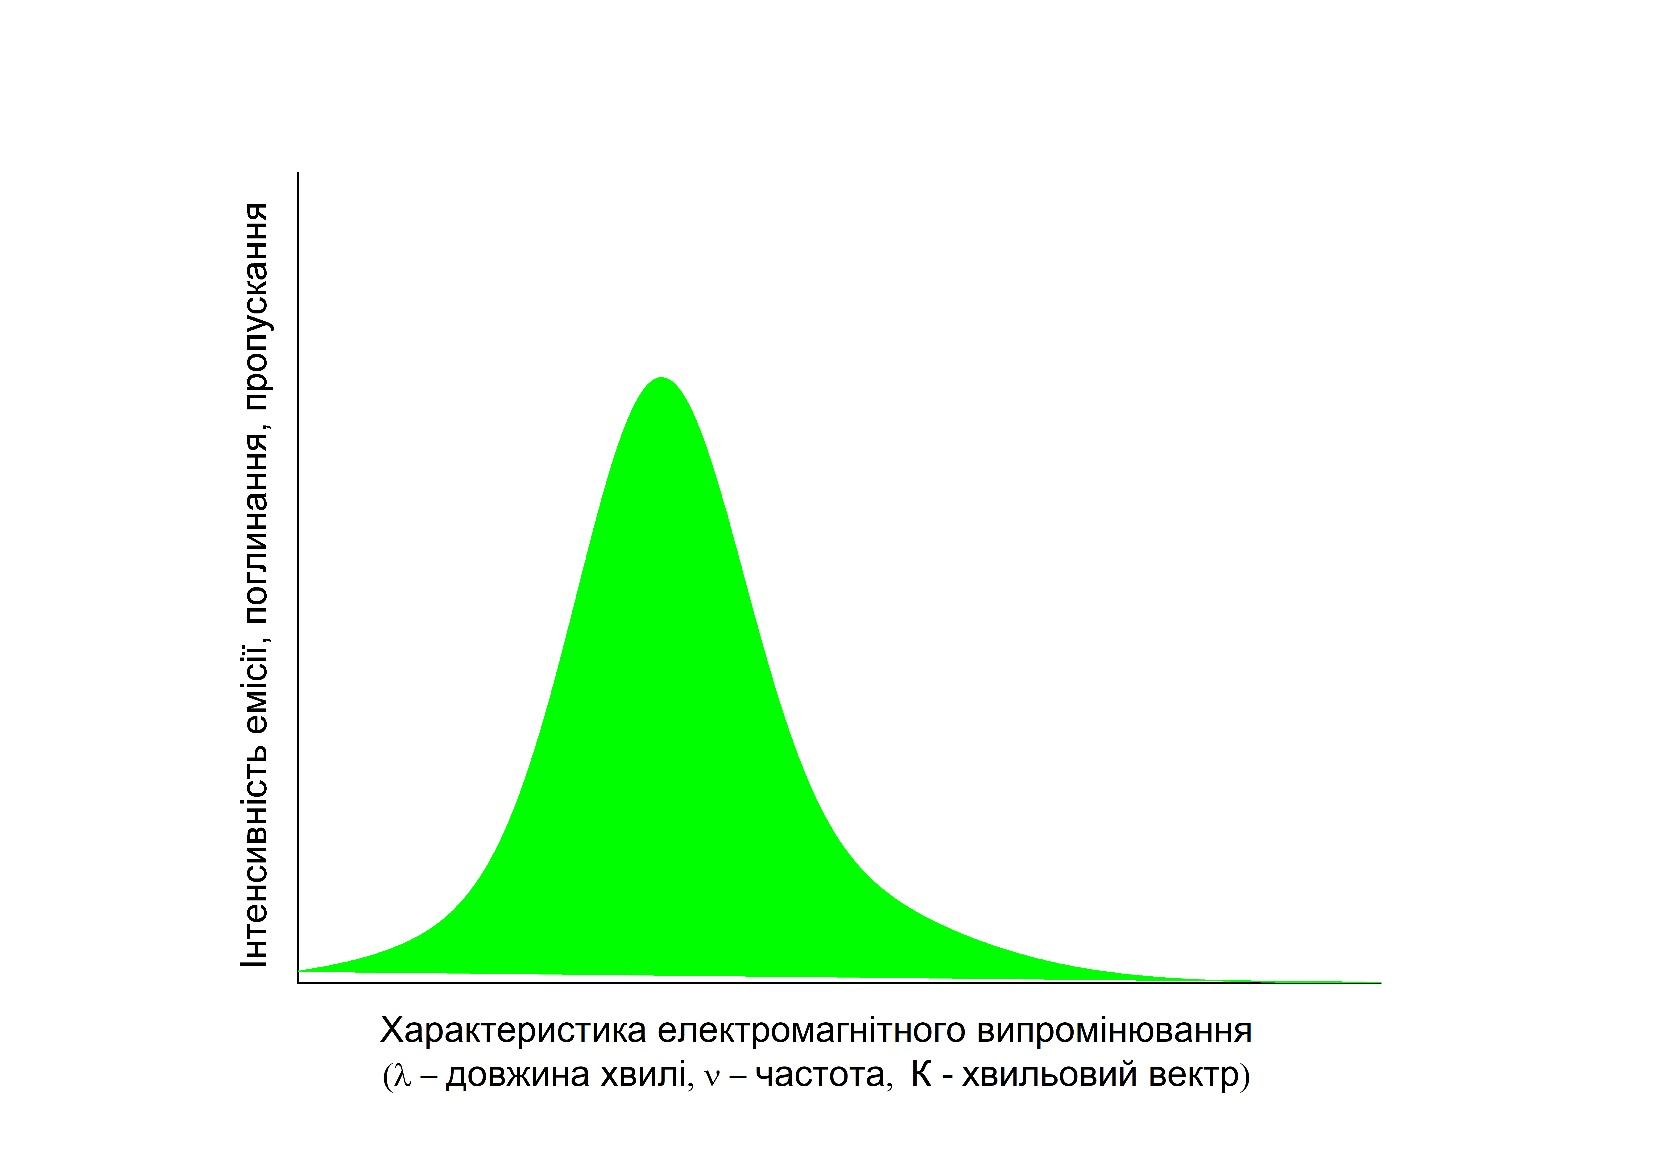 Інтенсивність емісії, поглинання, пропускання
Характеристика електромагнітного випромінювання
(λ – довжина хвилі, ν – частота, К - хвильовий вектр)